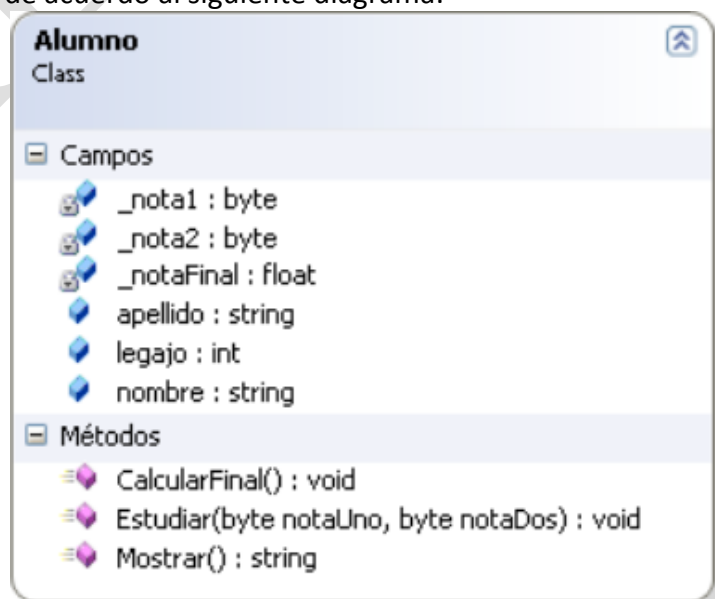 de acuerdo al siguiente diagrama:
Alumno
Class
Campos
_nota1 : byte
_nota2 : byte
_notaFinal : float
apellido : string
legajo : int
nombre : string
Métodos
CalcularFinal() : void
Estudiar(byte notaUno, byte notaDos) : void
Mostrar() : string